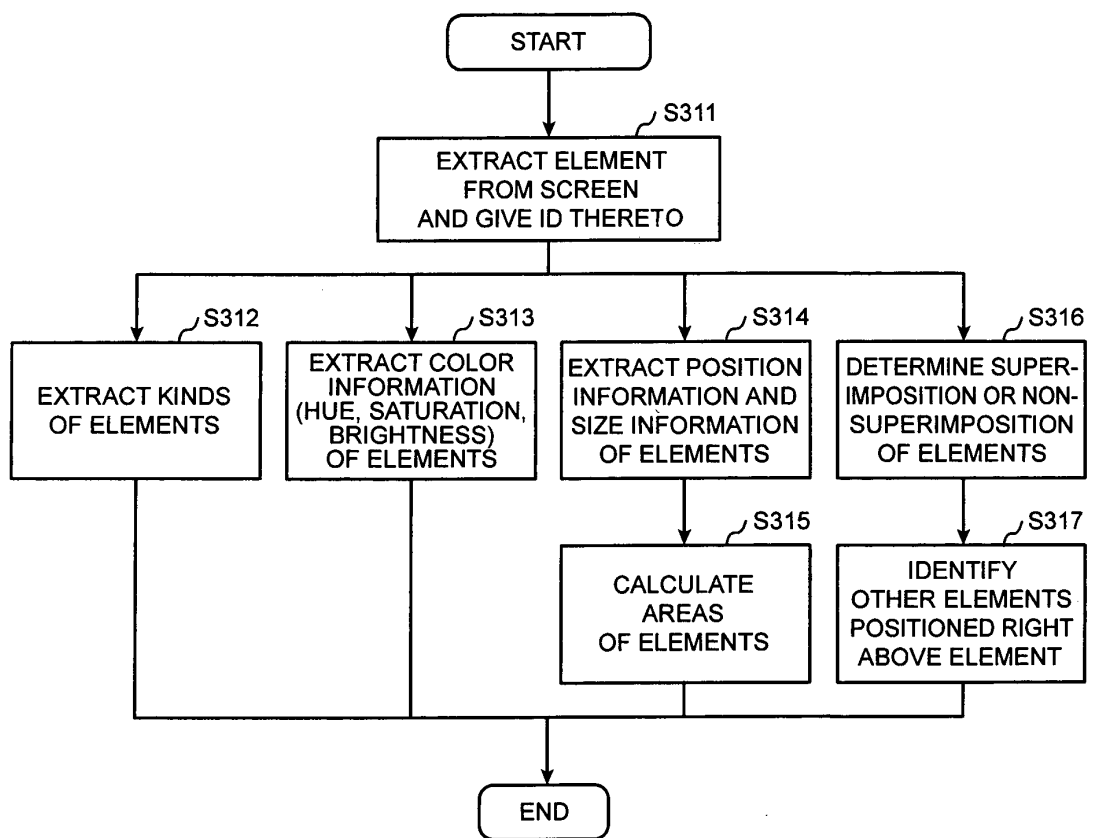 START
S311
EXTRACT ELEMENT
FROM SCREEN
AND GIVE ID THERETO
S312
EXTRACT KINDS
OF ELEMENTS
S313
EXTRACT COLOR
INFORMATION
(HUE, SATURATION,
BRIGHTNESS)
OF ELEMENTS
S314
EXTRACT POSITION
INFORMATION AND
SIZE INFORMATION
OF ELEMENTS
S316
DETERMINE SUPER-
IMPOSITION OR NON-
SUPERIMPOSITION
OF ELEMENTS
S315
CALCULATE
AREAS
OF ELEMENTS
S317
IDENTIFY
OTHER ELEMENTS
POSITIONED RIGHT
ABOVE ELEMENT
END